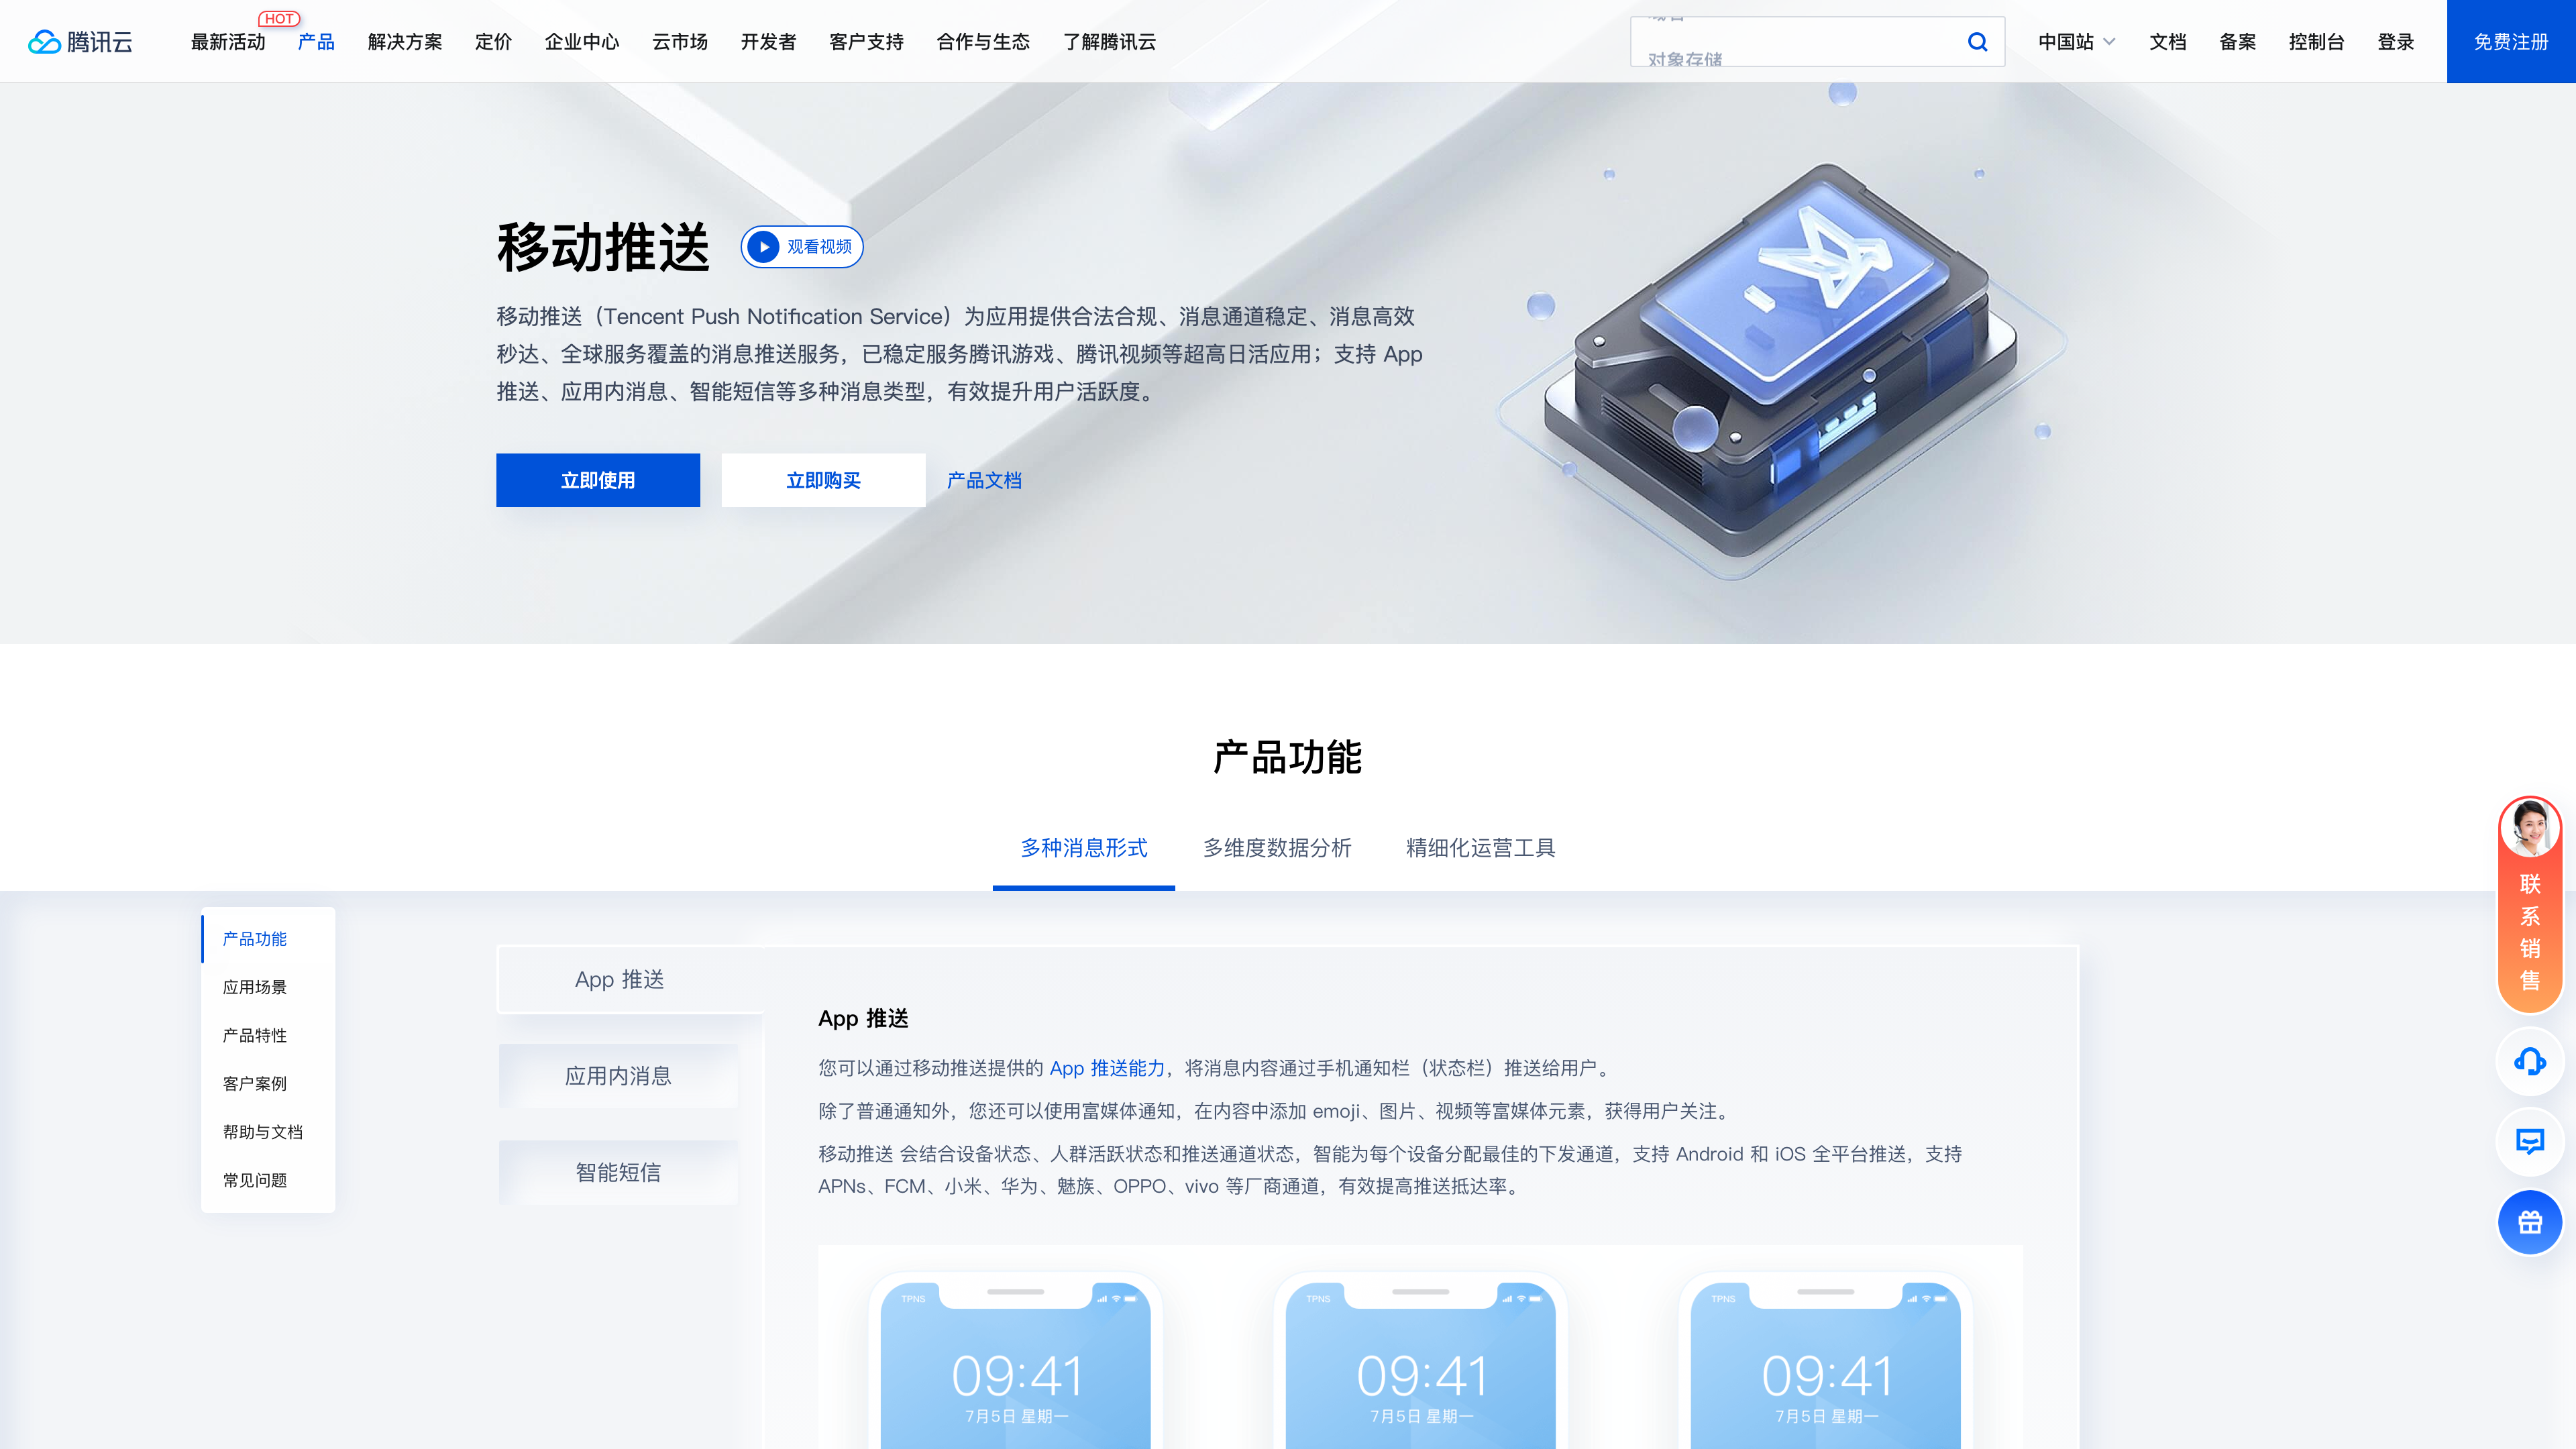 腾讯云
最新活动
HOT
产品
解决方案
定价
企业中心
云市场
开发者
客户支持
合作与生态
了解腾讯云
对象存储
中国站
文档
备案
控制台
登录
免费注册
移动推送
观看视频
移动推送（Tencent Push Notification Service）为应用提供合法合规、消息通道稳定、消息高效
秒达、全球服务覆盖的消息推送服务，已稳定服务腾讯游戏、腾讯视频等超高日活应用；支持 App
推送、应用内消息、智能短信等多种消息类型，有效提升用户活跃度。
立即使用
立即购买
产品文档
产品功能
多种消息形式
多维度数据分析
精细化运营工具
产品功能
应用场景
产品特性
客户案例
帮助与文档
常见问题
App 推送
应用内消息
智能短信
App 推送
您可以通过移动推送提供的 App 推送能力，将消息内容通过手机通知栏（状态栏）推送给用户。
除了普通通知外，您还可以使用富媒体通知，在内容中添加 emoji、图片、视频等富媒体元素，获得用户关注。
移动推送 会结合设备状态、人群活跃状态和推送通道状态，智能为每个设备分配最佳的下发通道，支持 Android 和 iOS 全平台推送，支持
APNs、FCM、小米、华为、魅族、OPPO、vivo 等厂商通道，有效提高推送抵达率。
TPNS
09:41
7月5日 星期一
TPNS
09:41
7月5日 星期一
TPNS
09:41
7月5日 星期一
联
系
销
售